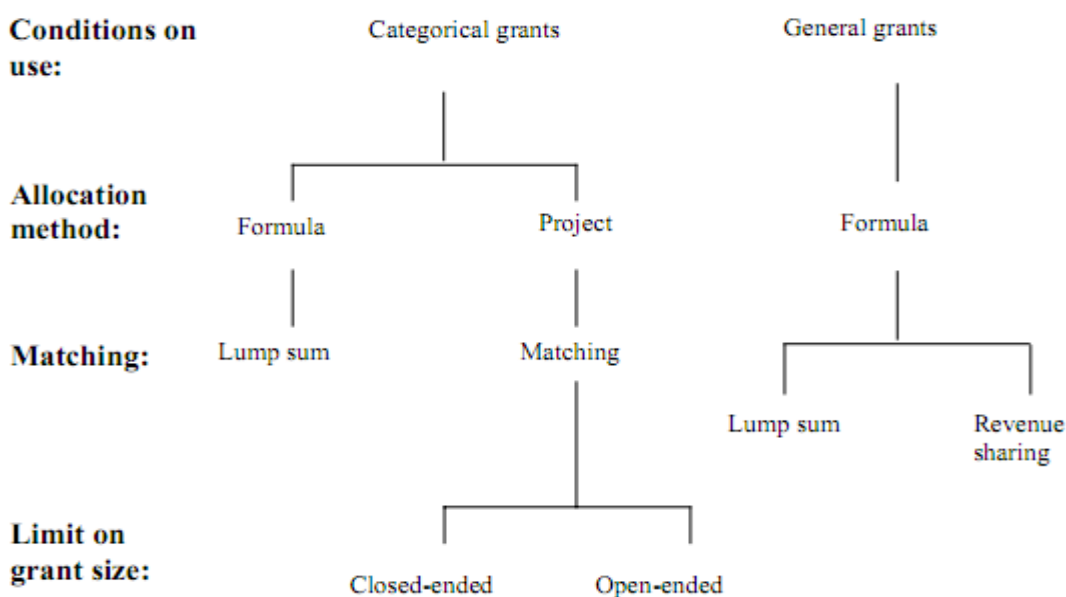 Conditions on
use:
Categorical grants
General grants
Allocation
method:
Formula
Project
Formula
Matching:
Lump sum
Matching
Lump sum
Revenue
sharing
Limit on
grant size:
Closed-ended
Open-ended